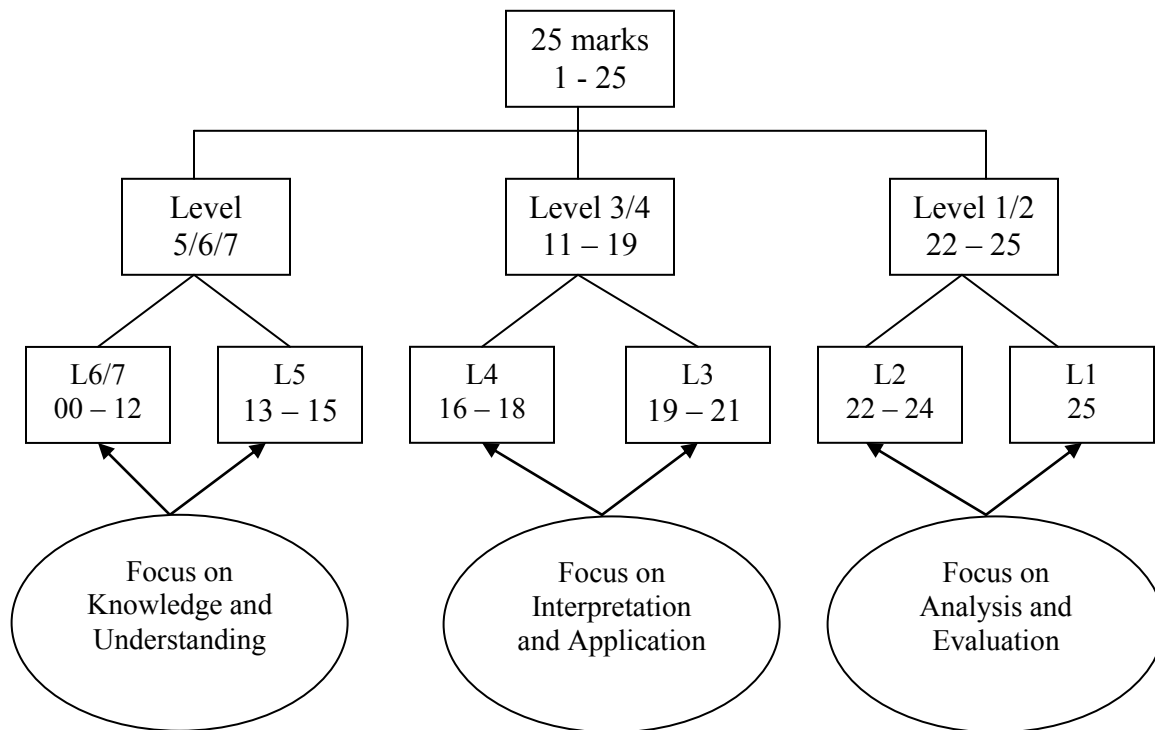 25 marks
1 - 25
Level
5/6/7
Level 3/4
11 – 19
Level 1/2
22 – 25
L6/7
00 – 12
L5
13 – 15
L4
16 – 18
L3
19 – 21
L2
22 – 24
L1
25
Focus on
Knowledge and
Understanding
Focus on
Interpretation
and Application
Focus on
Analysis and
Evaluation